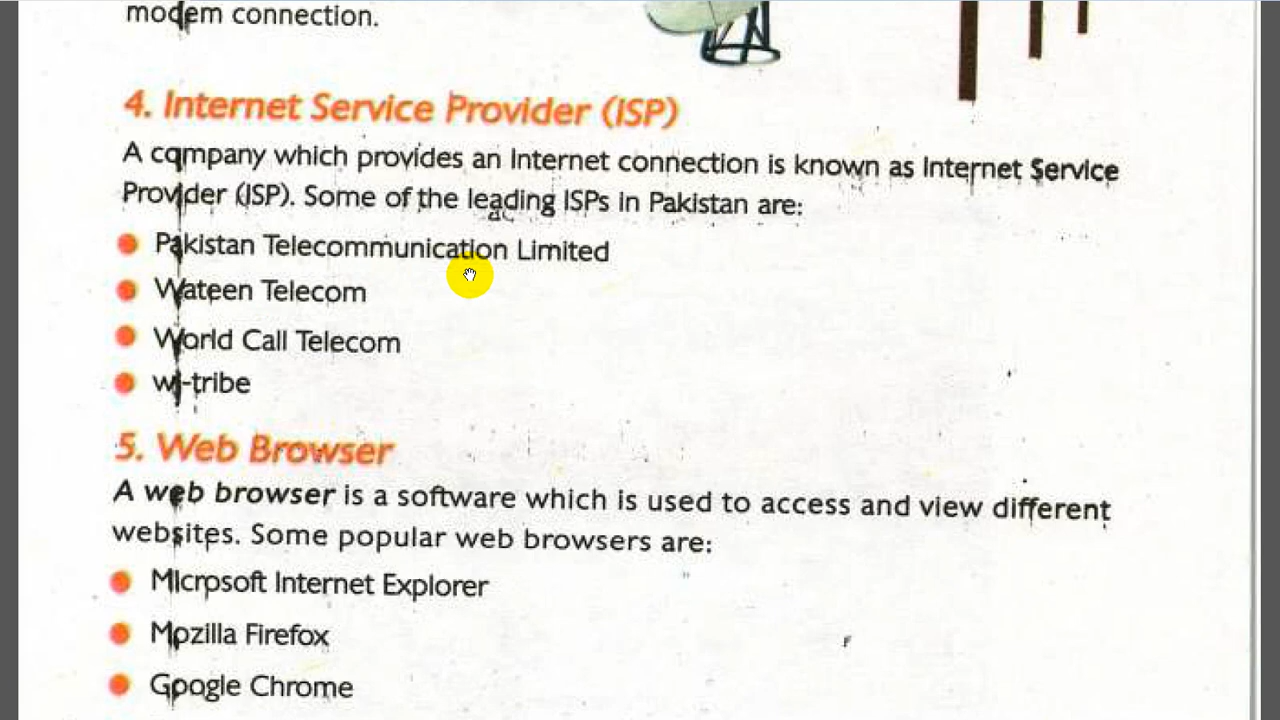 modem connection.
4. Internet Service Provider (ISP)
A company which provides an Internet connection is known as Internet Service
Provider (ISP). Some of the leading ISPs in Pakistan are:
Pakistan Telecommunication Limited
Wateen Telecom
World Call Telecom
wi-tribe
5. Web Browser
A web browser is a software which is used to access and view different
websites. Some popular web browsers are:
Microsoft Internet Explorer
Mozilla Firefox
Google Chrome